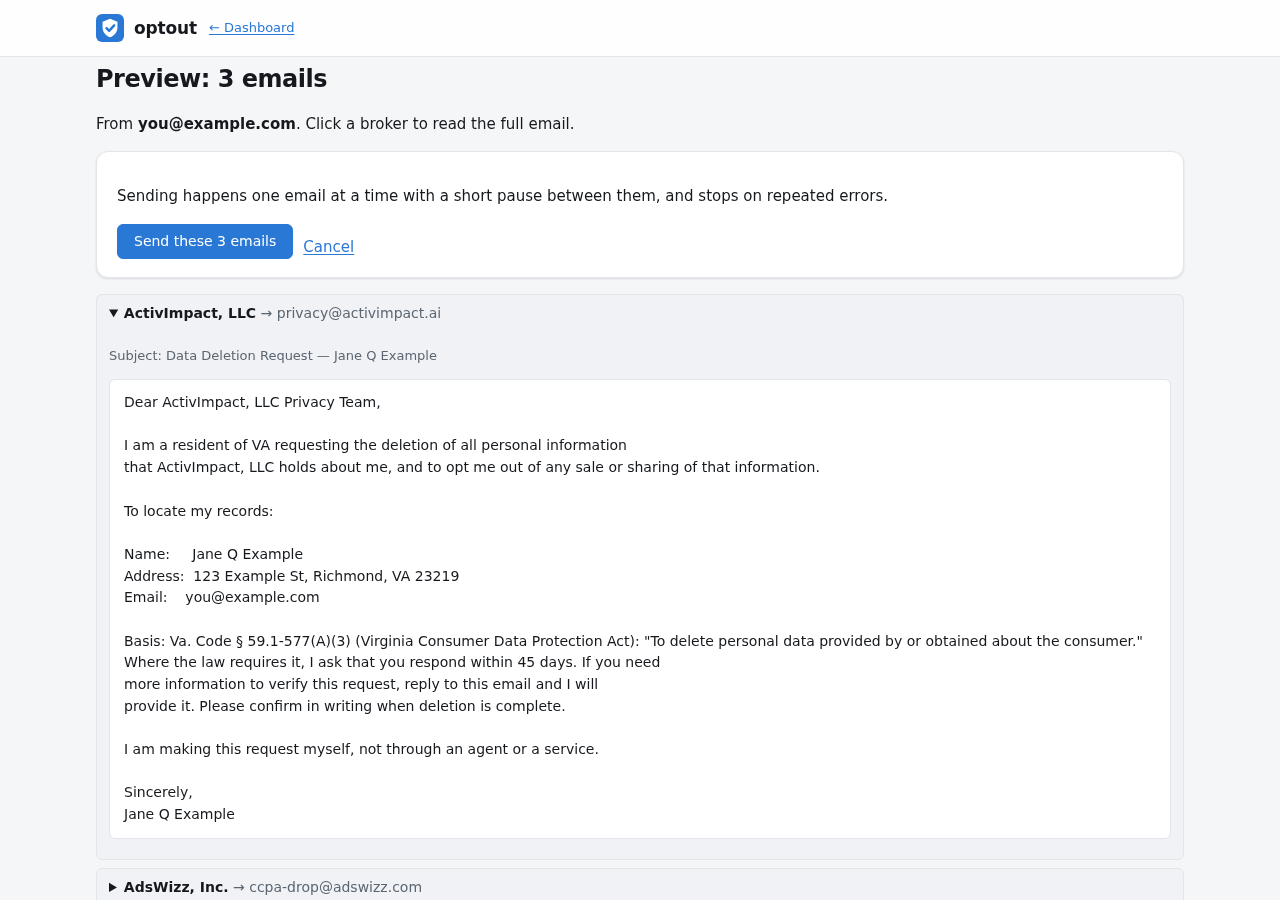 optout ← Dashboard
Preview: 3 emails
From you@example.com. Click a broker to read the full email.
Sending happens one email at a time with a short pause between them, and stops on repeated errors.
Send these 3 emails Cancel
▼ ActivImpact, LLC → privacy@activimpact.ai
Subject: Data Deletion Request — Jane Q Example
Dear ActivImpact, LLC Privacy Team,
I am a resident of VA requesting the deletion of all personal information
that ActivImpact, LLC holds about me, and to opt me out of any sale or sharing of that information.
To locate my records:
Name: Jane Q Example
Address: 123 Example St, Richmond, VA 23219
Email: you@example.com
Basis: Va. Code § 59.1-577(A)(3) (Virginia Consumer Data Protection Act): "To delete personal data provided by or obtained about the consumer."
Where the law requires it, I ask that you respond within 45 days. If you need
more information to verify this request, reply to this email and I will
provide it. Please confirm in writing when deletion is complete.
I am making this request myself, not through an agent or a service.
Sincerely,
Jane Q Example
▶ AdsWizz, Inc. → ccpa-drop@adswizz.com